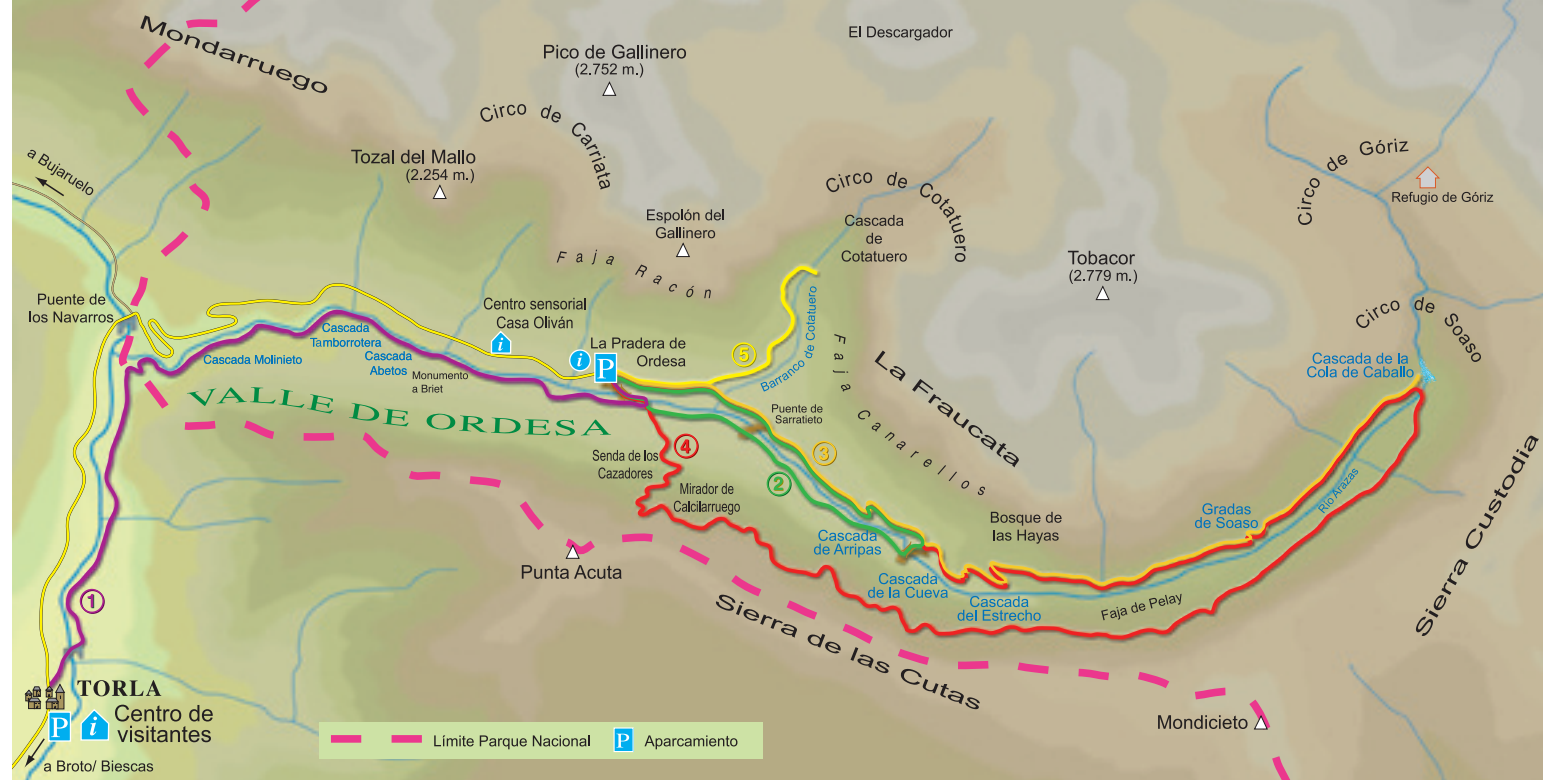 Mondarruego
El Descargador
Pico de Gallinero
(2.752 m.)
Circo de Carriata
Tozal del Mallo
(2.254 m.)
a Bujaruelo
Circo de Góriz
Refugio de Góriz
Circo de Cotatuero
Cascada
de
Cotatuero
Espolón del
Gallinero
Faja Racón
Tobacor
(2.779 m.)
Puente de
los Navarros
Centro sensorial
Casa Oliván
i
i
P
La Pradera de
Ordesa
Barranco de Cotatuero
Faja Canarellos
La Fraucata
Circo de Soaso
Cascada de la
Cola de Caballo
Cascada Molinieto
Cascada
Tamborrotera
Cascada
Abetos
Monumento
a Briet
5
VALLE DE ORDESA
Puente de
Sarratieto
Senda de los
Cazadores
4
3
2
Mirador de
Calcilarruego
Cascada
de Arripas
Bosque de
las Hayas
Gradas
de Soaso
Río Arazas
Sierra Custodia
Punta Acuta
Cascada
de la Cueva
Cascada
del Estrecho
Faja de Pelay
1
Sierra de las Cutas
TORLA
P
i
Centro de
visitantes
Mondicieto
Límite Parque Nacional
P
Aparcamiento
a Broto/ Biescas